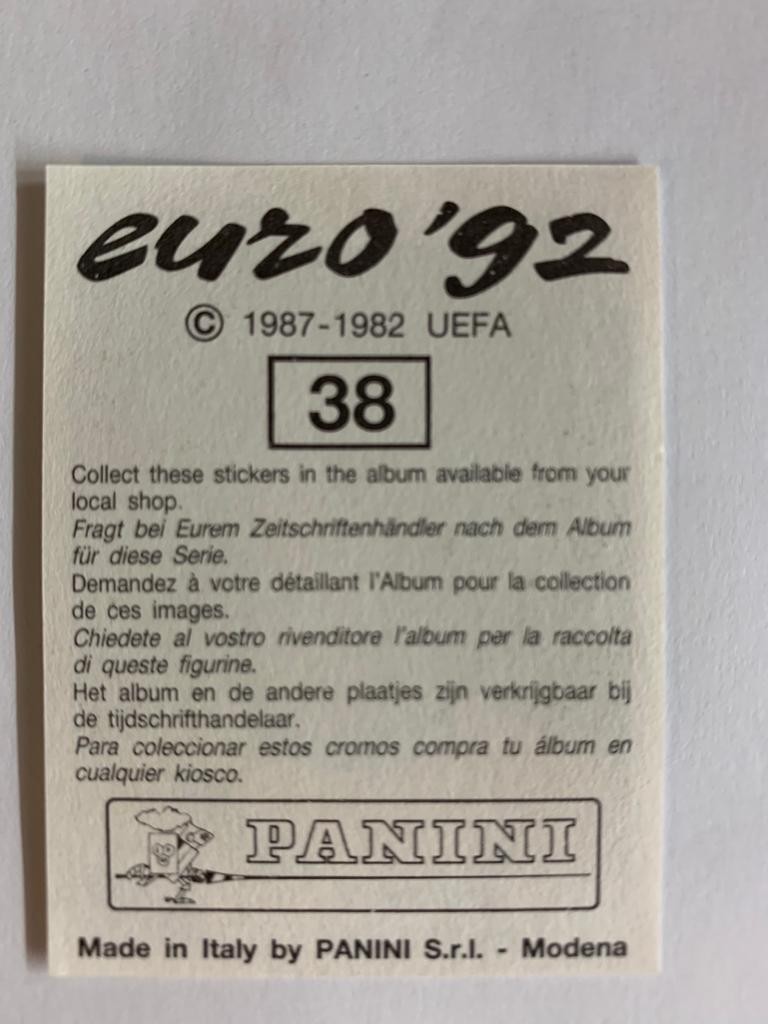 euro '92
© 1987-1982 UEFA
38
Collect these stickers in the album available from your
local shop.
Fragt bei Eurem Zeitschriftenhändler nach dem Album
für diese Serie.
Demandez à votre détaillant l'Album pour la collection
de ces images.
Chiedete al vostro rivenditore l'album per la raccolta
di queste figurine.
Het album en de andere plaatjes zijn verkrijgbaar bij
de tijdschrifthandelaar.
Para coleccionar estos cromos compra tu álbum en
cualquier kiosco.
PANINI
Made in Italy by PANINI S.r.l. - Modena